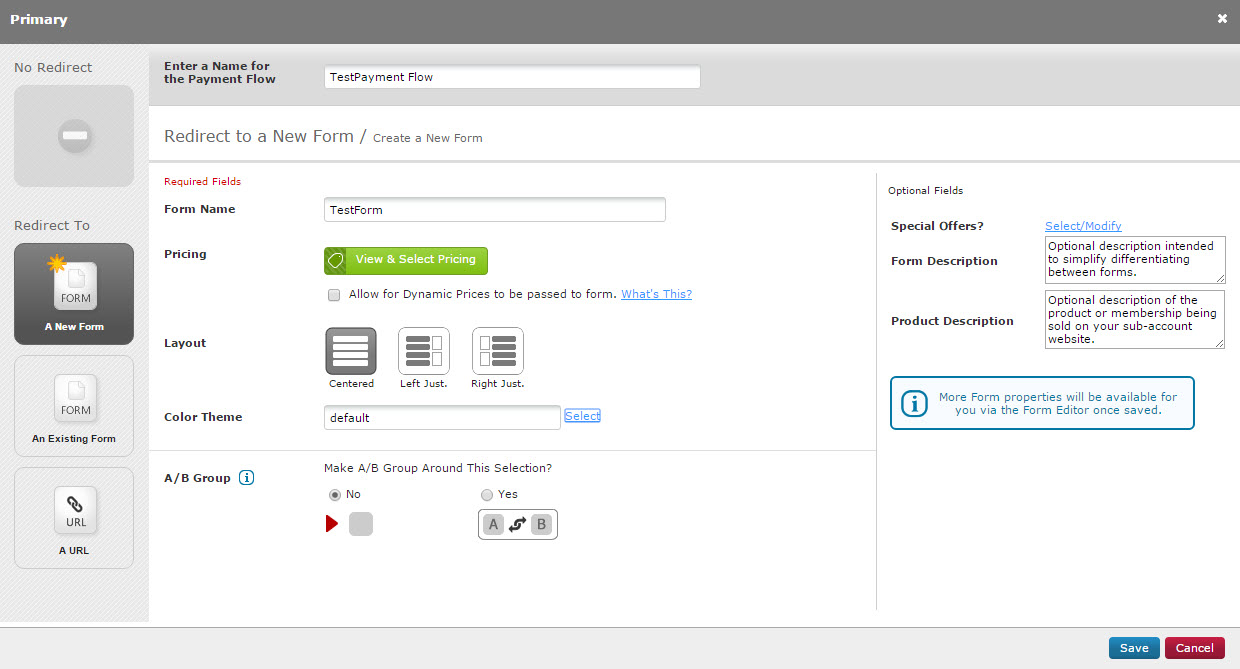 Primary
No Redirect
Enter a Name for
the Payment Flow
TestPayment Flow
Redirect to a New Form / Create a New Form
Redirect To
FORM
A New Form
FORM
An Existing Form
URL
A URL
Required Fields
Form Name
TestForm
Pricing
View & Select Pricing
Allow for Dynamic Prices to be passed to form. What's This?
Layout
Centered
Left Just.
Right Just.
Color Theme
default
Select
A/B Group
i
Make A/B Group Around This Selection?
No
Yes
A
B
Optional Fields
Special Offers?
Select/Modify
Form Description
Optional description intended
to simplify differentiating
between forms.
Product Description
Optional description of the
product or membership being
sold on your sub-account
website.
i
More Form properties will be available for
you via the Form Editor once saved.
Save
Cancel